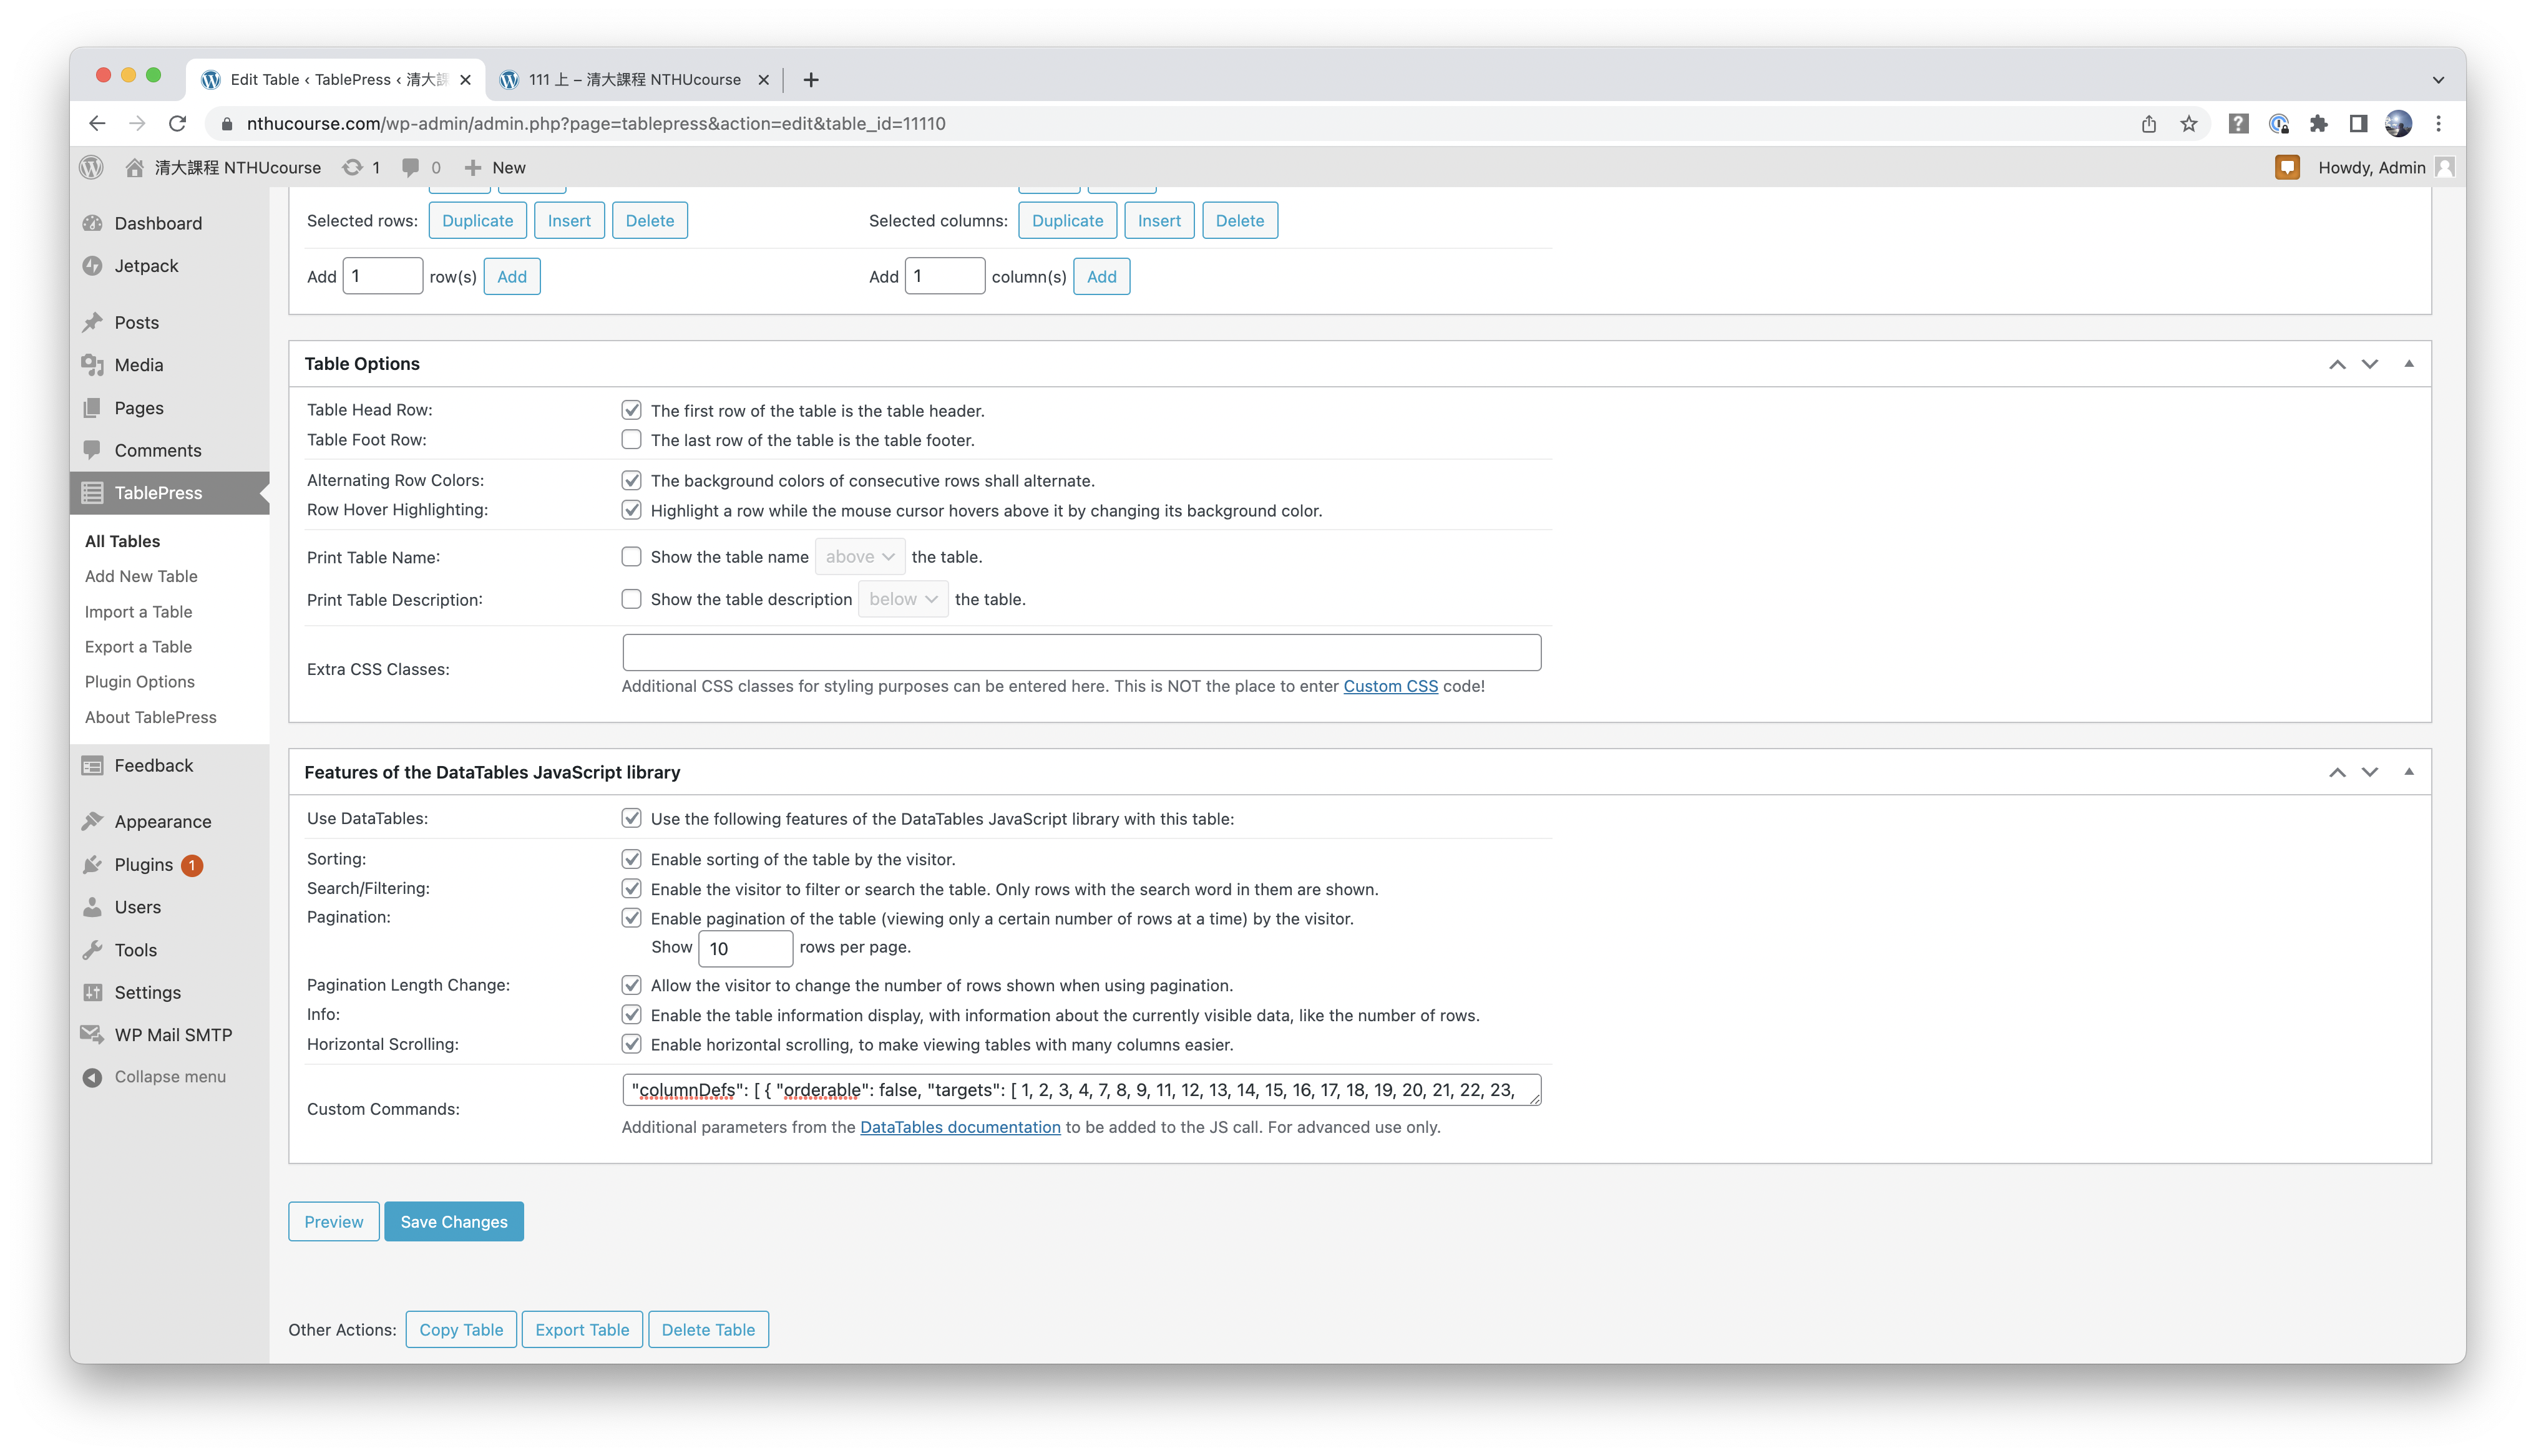 Edit Table ‹ TablePress ‹ 清大
111 上 – 清大課程 NTHUcourse
nthucourse.com/wp-admin/admin.php?page=tablepress&action=edit&table_id=11110
清大課程 NTHUcourse 1 0 New
Howdy, Admin
Dashboard
Jetpack
Posts
Media
Pages
Comments
TablePress
All Tables
Add New Table
Import a Table
Export a Table
Plugin Options
About TablePress
Feedback
Appearance
Plugins 1
Users
Tools
Settings
WP Mail SMTP
Collapse menu
Selected rows: Duplicate Insert Delete
Selected columns: Duplicate Insert Delete
Add 1 row(s) Add
Add 1 column(s) Add
Table Options
Table Head Row: The first row of the table is the table header.
Table Foot Row: The last row of the table is the table footer.
Alternating Row Colors: The background colors of consecutive rows shall alternate.
Row Hover Highlighting: Highlight a row while the mouse cursor hovers above it by changing its background color.
Print Table Name: Show the table name above the table.
Print Table Description: Show the table description below the table.
Extra CSS Classes:
Additional CSS classes for styling purposes can be entered here. This is NOT the place to enter Custom CSS code!
Features of the DataTables JavaScript library
Use DataTables: Use the following features of the DataTables JavaScript library with this table:
Sorting: Enable sorting of the table by the visitor.
Search/Filtering: Enable the visitor to filter or search the table. Only rows with the search word in them are shown.
Pagination: Enable pagination of the table (viewing only a certain number of rows at a time) by the visitor.
Show 10 rows per page.
Pagination Length Change: Allow the visitor to change the number of rows shown when using pagination.
Info: Enable the table information display, with information about the currently visible data, like the number of rows.
Horizontal Scrolling: Enable horizontal scrolling, to make viewing tables with many columns easier.
Custom Commands: "columnDefs": [ { "orderable": false, "targets": [ 1, 2, 3, 4, 7, 8, 9, 11, 12, 13, 14, 15, 16, 17, 18, 19, 20, 21, 22, 23,
Additional parameters from the DataTables documentation to be added to the JS call. For advanced use only.
Preview Save Changes
Other Actions: Copy Table Export Table Delete Table